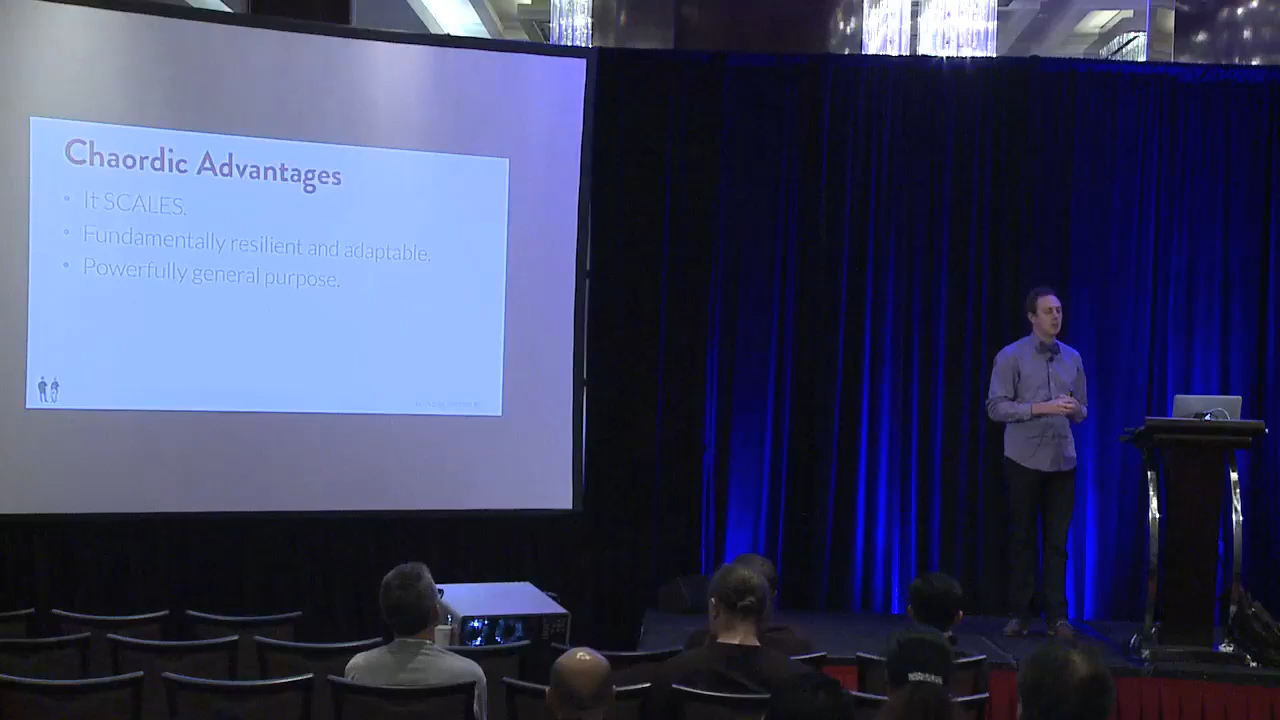 Chaordic Advantages
• It SCALES.
• Fundamentally resilient and adaptable.
• Powerfully general purpose.